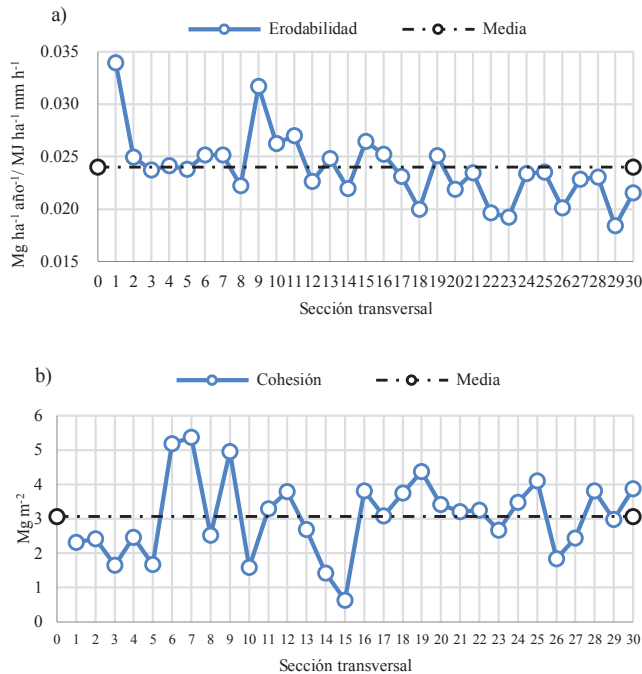 a)
Erodabilidad
Media
Mg ha⁻¹ año⁻¹/ MJ ha⁻¹ mm h⁻¹
0.035
0.030
0.025
0.020
0.015
0 1 2 3 4 5 6 7 8 9 10 11 12 13 14 15 16 17 18 19 20 21 22 23 24 25 26 27 28 29 30
Sección transversal
b)
Cohesión
Media
Mg m⁻²
6
5
4
3
2
1
0
0 1 2 3 4 5 6 7 8 9 10 11 12 13 14 15 16 17 18 19 20 21 22 23 24 25 26 27 28 29 30
Sección transversal